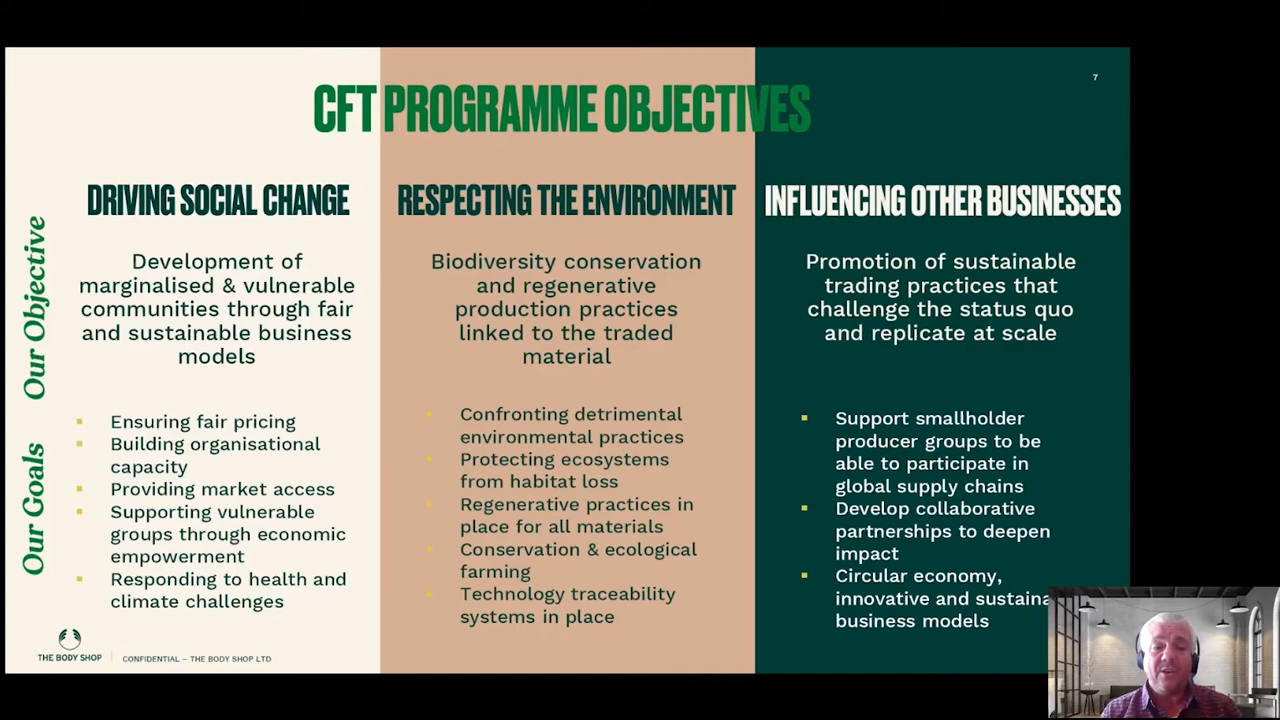 7
CFT PROGRAMME OBJECTIVES
Our Objective
Our Goals
DRIVING SOCIAL CHANGE
Development of
marginalised & vulnerable
communities through fair
and sustainable business
models
Ensuring fair pricing
Building organisational
capacity
Providing market access
Supporting vulnerable
groups through economic
empowerment
Responding to health and
climate challenges
RESPECTING THE ENVIRONMENT
Biodiversity conservation
and regenerative
production practices
linked to the traded
material
Confronting detrimental
environmental practices
Protecting ecosystems
from habitat loss
Regenerative practices in
place for all materials
Conservation & ecological
farming
Technology traceability
systems in place
INFLUENCING OTHER BUSINESSES
Promotion of sustainable
trading practices that
challenge the status quo
and replicate at scale
Support smallholder
producer groups to be
able to participate in
global supply chains
Develop collaborative
partnerships to deepen
impact
Circular economy,
innovative and sustaina
business models
THE BODY SHOP
CONFIDENTIAL – THE BODY SHOP LTD